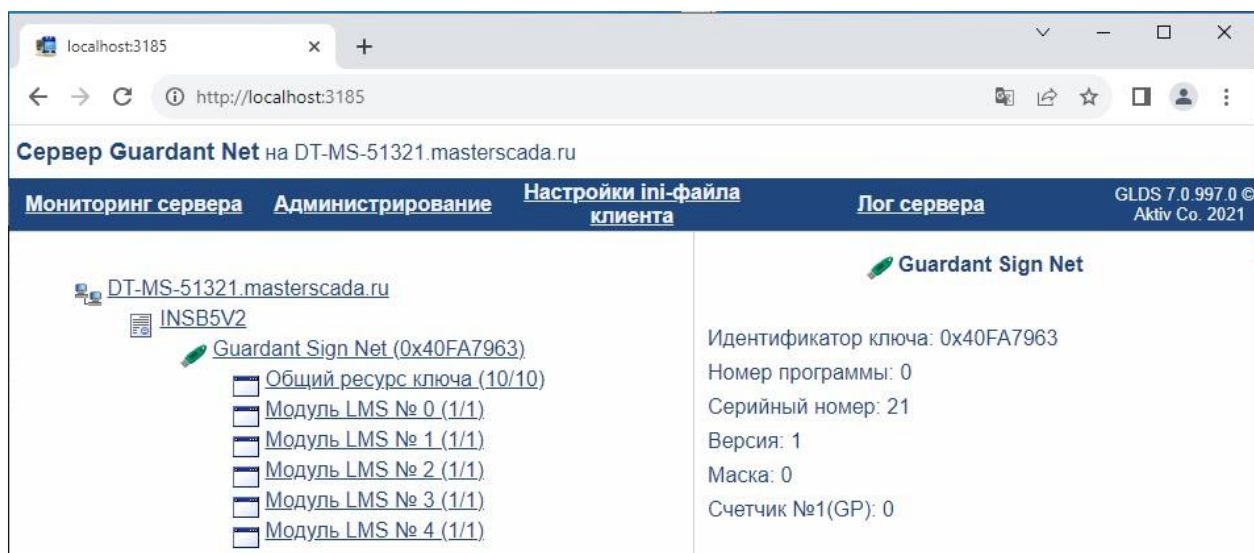 localhost:3185
http://localhost:3185
Сервер Guardant Net на DT-MS-51321.masterscada.ru
Мониторинг сервера Администрирование Настройки ini-файла клиента Лог сервера GLDS 7.0.997.0 © Aktiv Co. 2021
DT-MS-51321.masterscada.ru
INSB5V2
Guardant Sign Net (0x40FA7963)
Общий ресурс ключа (10/10)
Модуль LMS № 0 (1/1)
Модуль LMS № 1 (1/1)
Модуль LMS № 2 (1/1)
Модуль LMS № 3 (1/1)
Модуль LMS № 4 (1/1)
Guardant Sign Net
Идентификатор ключа: 0x40FA7963
Номер программы: 0
Серийный номер: 21
Версия: 1
Маска: 0
Счетчик №1(GP): 0